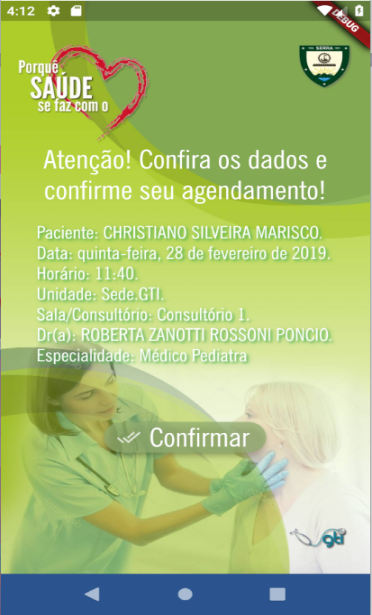 4:12
DEBUG
SERRA
Porque
SAÚDE
se faz com o
Atenção! Confira os dados e
confirme seu agendamento!
Paciente: CHRISTIANO SILVEIRA MARISCO.
Data: quinta-feira, 28 de fevereiro de 2019.
Horário: 11:40.
Unidade: Sede.GTI.
Sala/Consultório: Consultório 1.
Dr(a): ROBERTA ZANOTTI ROSSONI PONCIO.
Especialidade: Médico Pediatra
Confirmar
gti